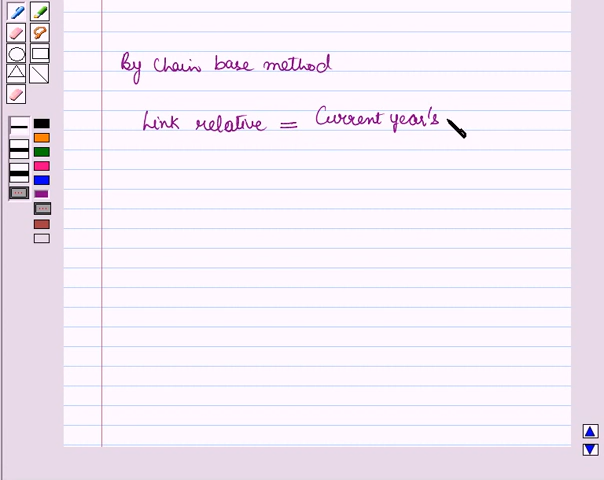 By Chain base method
Link relative = Current year's